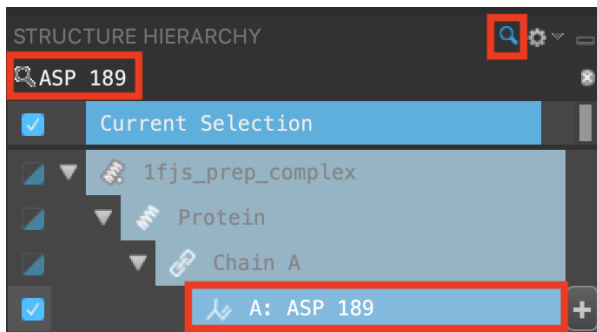 STRUCTURE HIERARCHY
ASP 189
Current Selection
1fjs_prep_complex
Protein
Chain A
A: ASP 189